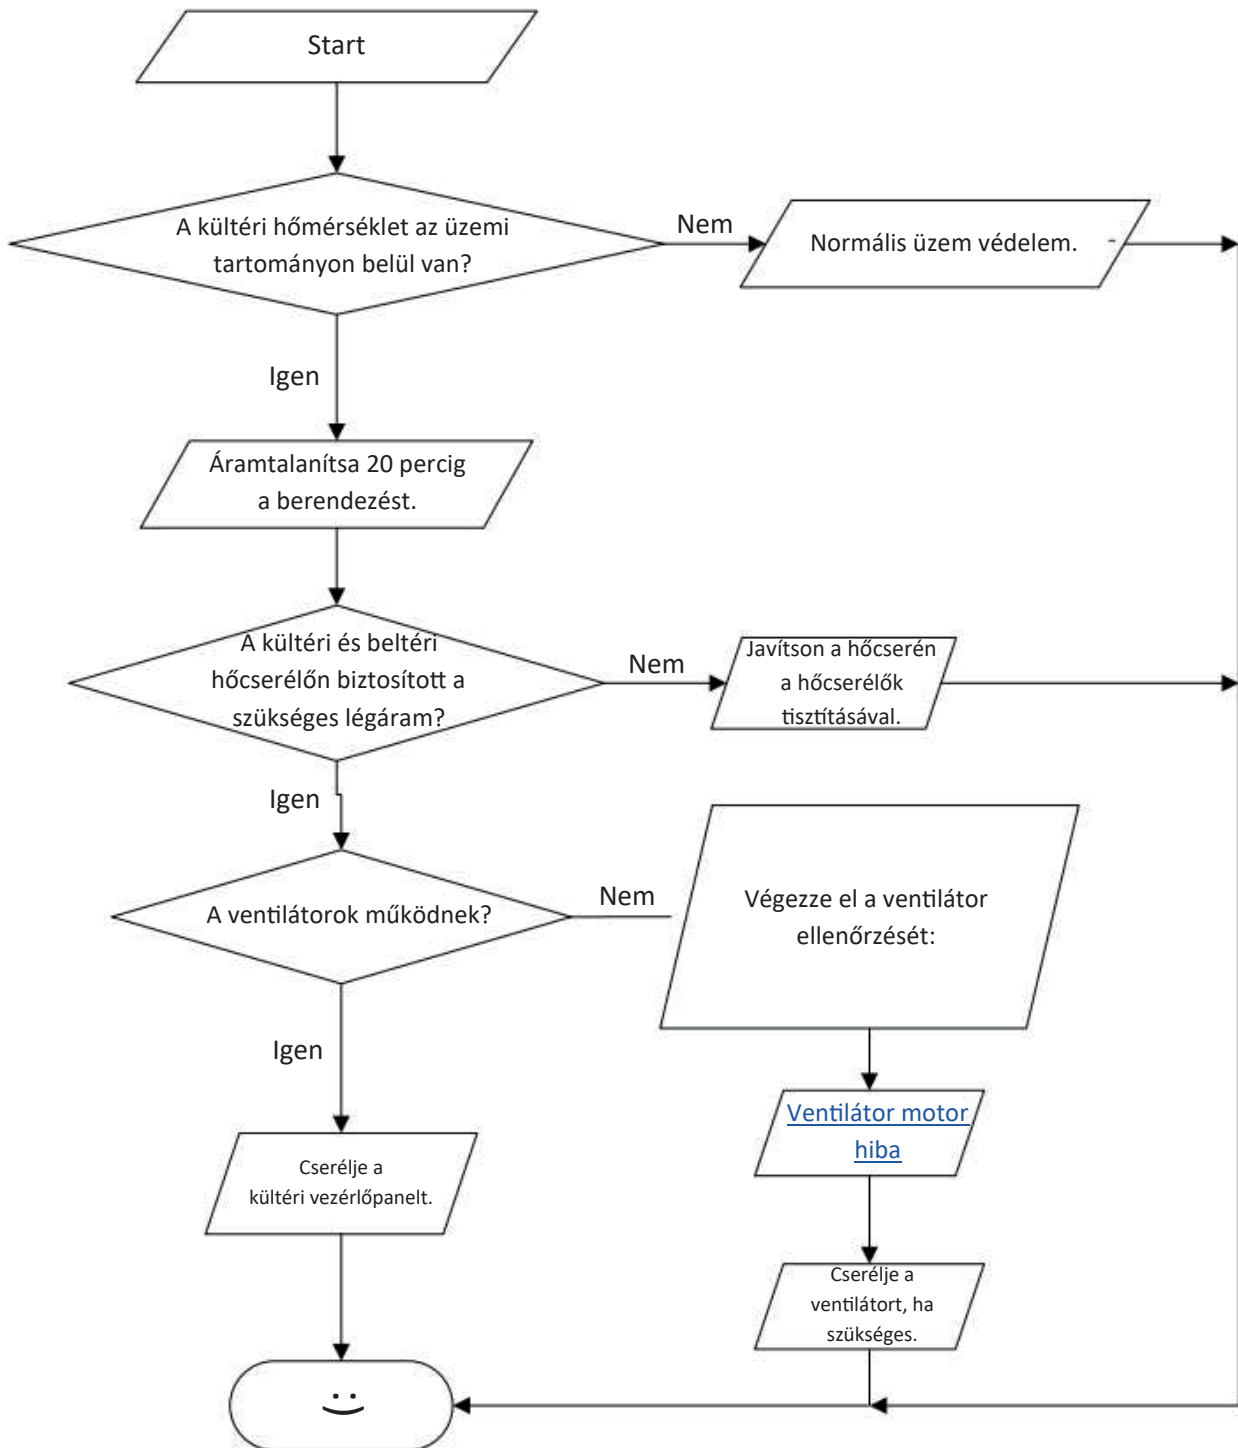 Start
A kültéri hőmérséklet az üzemi
tartományon belül van?
Nem
Normális üzem védelem. -
Igen
Áramtalanítsa 20 percig
a berendezést.
A kültéri és beltéri
hőcserélőn biztosított a
szükséges légáram?
Nem
Javítson a hőcserén
a hőcserélők
tisztításával.
Igen
A ventilátorok működnek?
Nem
Végezze el a ventilátor
ellenőrzését:
Igen
Ventilátor motor
hiba
Cserélje a
kültéri vezérlőpanelt.
Cserélje a
ventilátort, ha
szükséges.